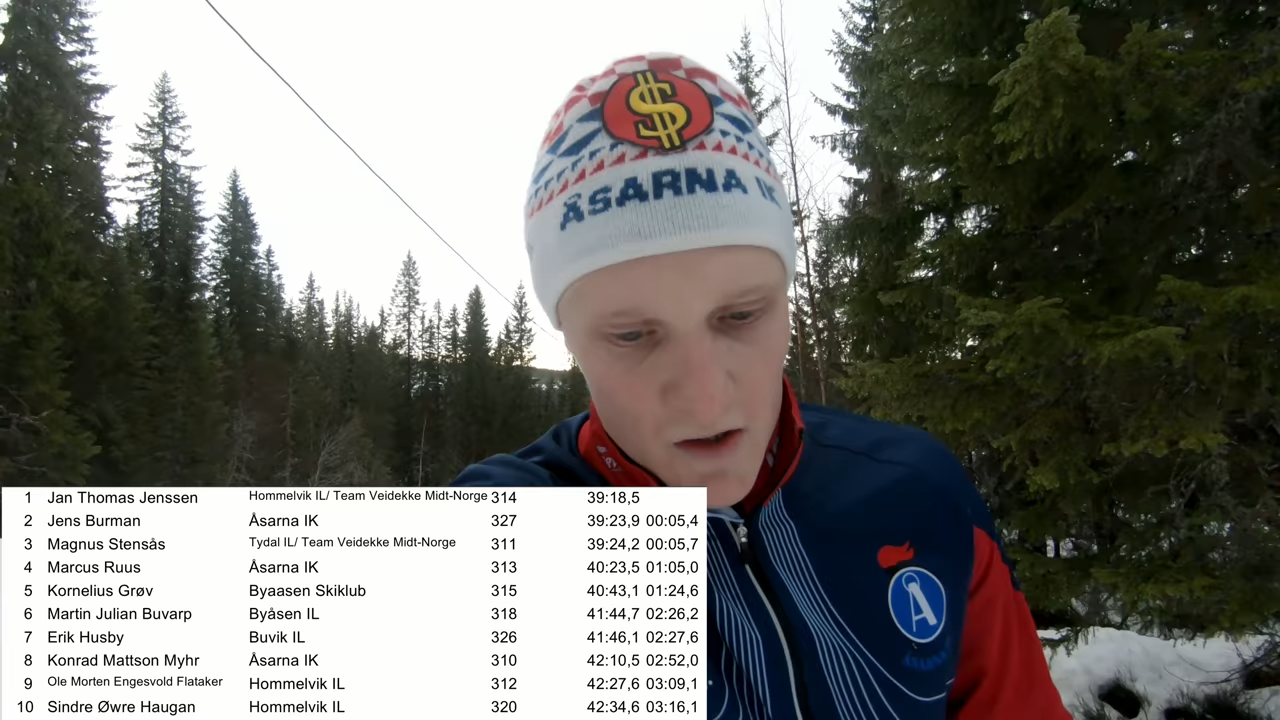 $
ÅSARNA IK
A
1 Jan Thomas Jenssen Hommelvik IL/ Team Veidekke Midt-Norge 314 39:18,5
2 Jens Burman Åsarna IK 327 39:23,9 00:05,4
3 Magnus Stensås Tydal IL/ Team Veidekke Midt-Norge 311 39:24,2 00:05,7
4 Marcus Ruus Åsarna IK 313 40:23,5 01:05,0
5 Kornelius Grøv Byaasen Skiklub 315 40:43,1 01:24,6
6 Martin Julian Buvarp Byåsen IL 318 41:44,7 02:26,2
7 Erik Husby Buvik IL 326 41:46,1 02:27,6
8 Konrad Mattson Myhr Åsarna IK 310 42:10,5 02:52,0
9 Ole Morten Engesvold Flataker Hommelvik IL 312 42:27,6 03:09,1
10 Sindre Øwre Haugan Hommelvik IL 320 42:34,6 03:16,1